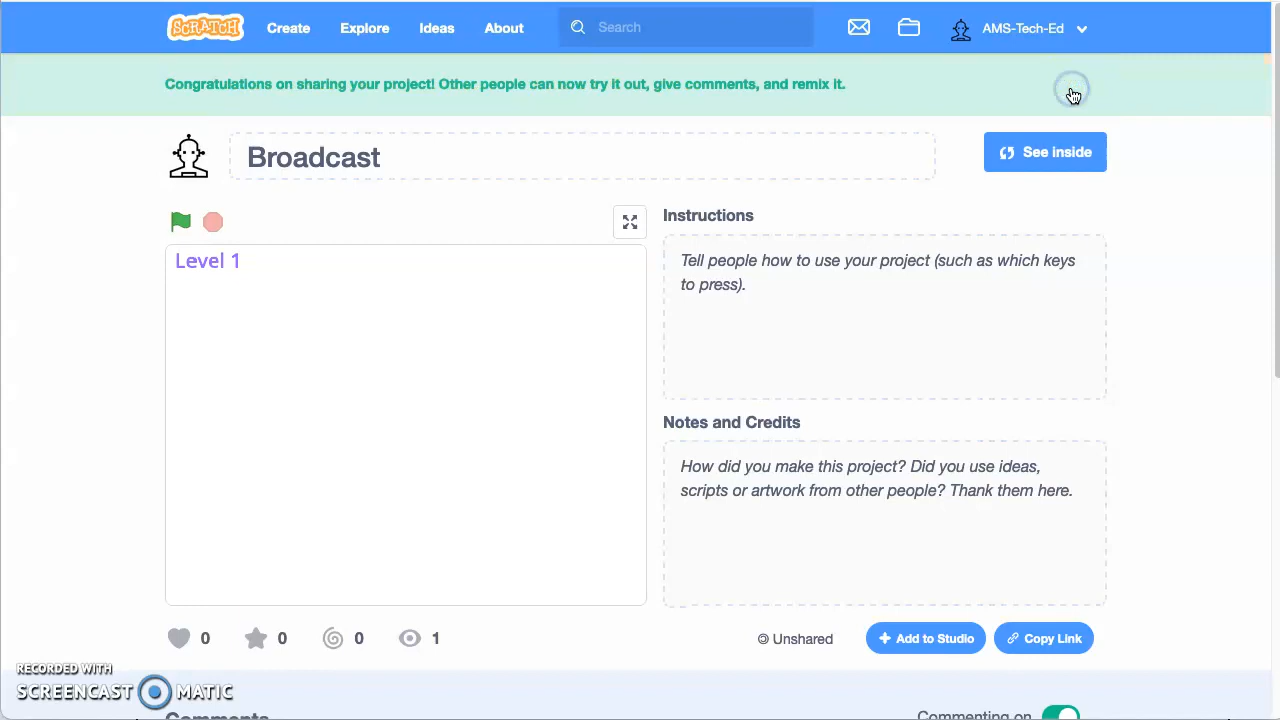 SCRATCH Create Explore Ideas About Search AMS-Tech-Ed
Congratulations on sharing your project! Other people can now try it out, give comments, and remix it.
Broadcast
See inside
Instructions
Level 1
Tell people how to use your project (such as which keys
to press).
Notes and Credits
How did you make this project? Did you use ideas,
scripts or artwork from other people? Thank them here.
0 0 0 1 Unshared Add to Studio Copy Link
RECORDED WITH
SCREENCAST MATIC
Comments Commenting on